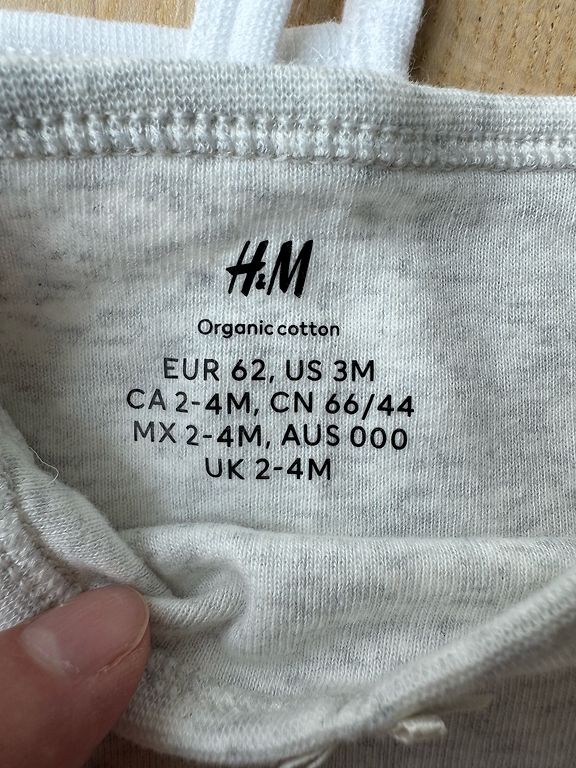 H&M
Organic cotton
EUR 62, US 3M
CA 2-4M, CN 66/44
MX 2-4M, AUS 000
UK 2-4M